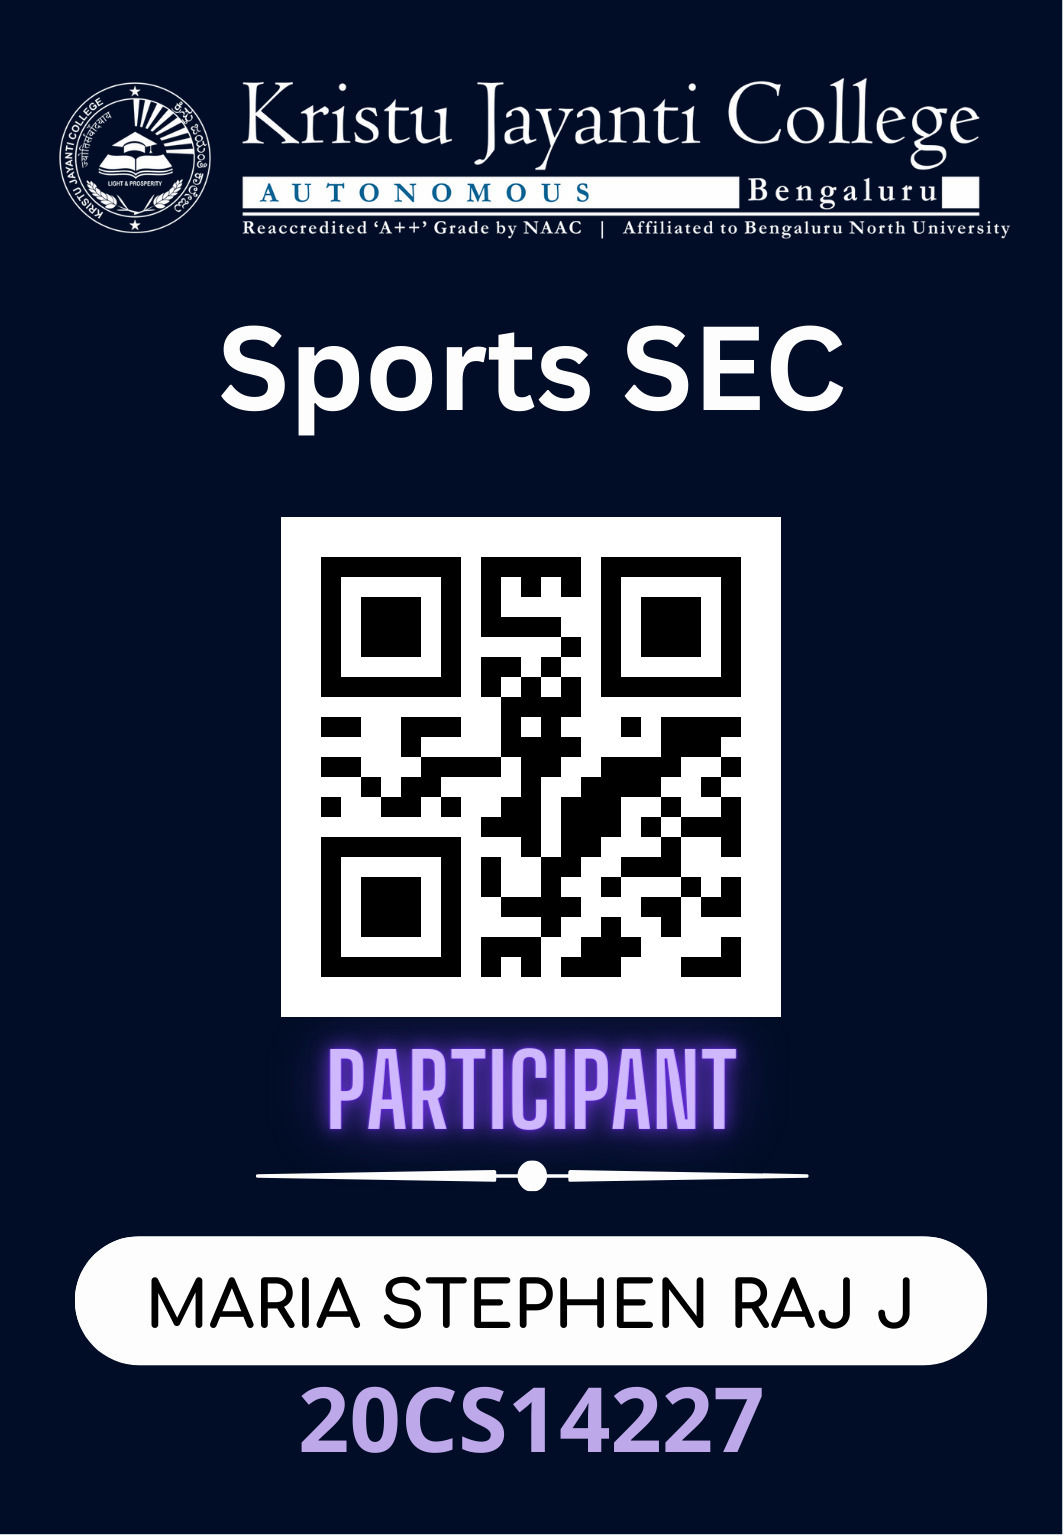 Kristu Jayanti College
AUTONOMOUS Bengaluru
Reaccredited ‘A++’ Grade by NAAC | Affiliated to Bengaluru North University
KRISTU JAYANTI COLLEGE
LIGHT & PROSPERITY
Sports SEC
PARTICIPANT
MARIA STEPHEN RAJ J
20CS14227